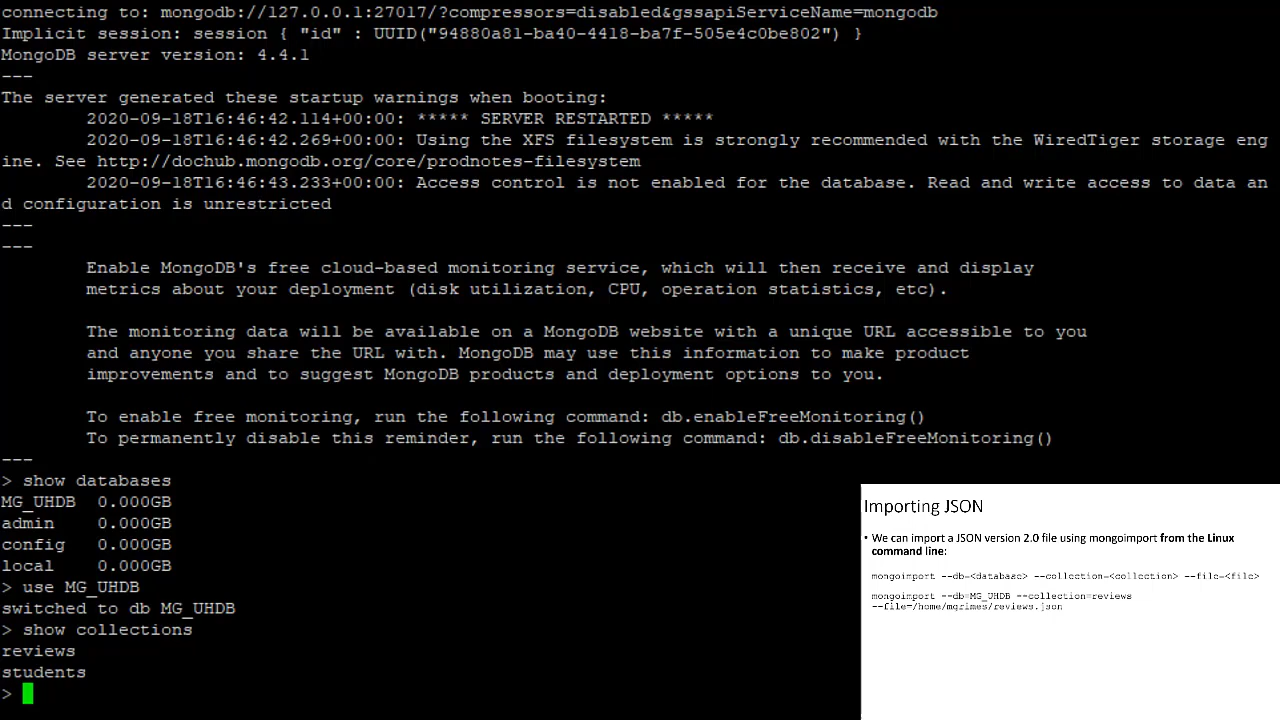 connecting to: mongodb://127.0.0.1:27017/?compressors=disabled&gssapiServiceName=mongodb
Implicit session: session { "id" : UUID("94880a81-ba40-4418-ba7f-505e4c0be802") }
MongoDB server version: 4.4.1
---
The server generated these startup warnings when booting:
        2020-09-18T16:46:42.114+00:00: ***** SERVER RESTARTED *****
        2020-09-18T16:46:42.269+00:00: Using the XFS filesystem is strongly recommended with the WiredTiger storage eng
ine. See http://dochub.mongodb.org/core/prodnotes-filesystem
        2020-09-18T16:46:43.233+00:00: Access control is not enabled for the database. Read and write access to data an
d configuration is unrestricted
---
---
        Enable MongoDB's free cloud-based monitoring service, which will then receive and display
        metrics about your deployment (disk utilization, CPU, operation statistics, etc).

        The monitoring data will be available on a MongoDB website with a unique URL accessible to you
        and anyone you share the URL with. MongoDB may use this information to make product
        improvements and to suggest MongoDB products and deployment options to you.

        To enable free monitoring, run the following command: db.enableFreeMonitoring()
        To permanently disable this reminder, run the following command: db.disableFreeMonitoring()
---
> show databases
MG_UHDB  0.000GB
admin    0.000GB
config   0.000GB
local    0.000GB
> use MG_UHDB
switched to db MG_UHDB
> show collections
reviews
students
>
Importing JSON
• We can import a JSON version 2.0 file using mongoimport from the Linux
command line:
mongoimport --db=<database> --collection=<collection> --file=<file>
mongoimport --db=MG_UHDB --collection=reviews
--file=/home/mgrimes/reviews.json